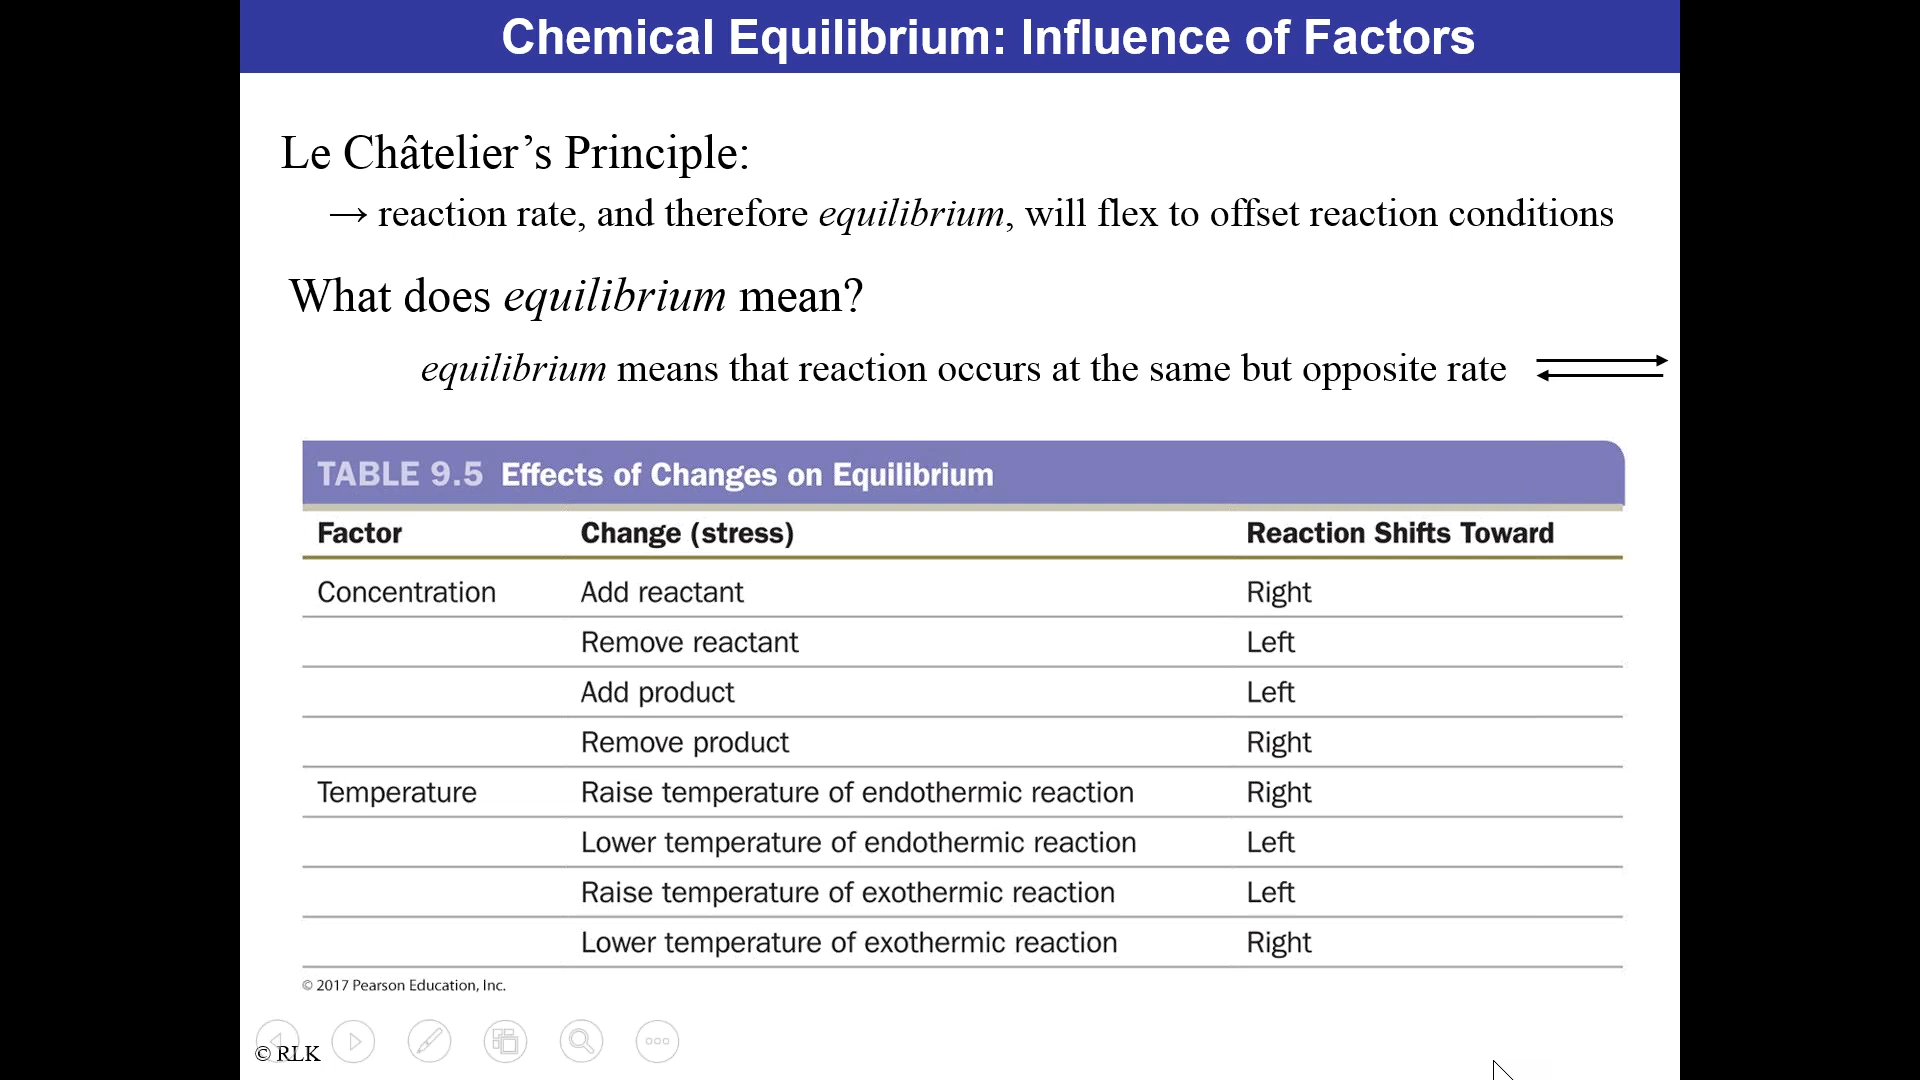 Chemical Equilibrium: Influence of Factors
Le Châtelier’s Principle:
→ reaction rate, and therefore equilibrium, will flex to offset reaction conditions
What does equilibrium mean?
equilibrium means that reaction occurs at the same but opposite rate
TABLE 9.5 Effects of Changes on Equilibrium
Factor Change (stress) Reaction Shifts Toward
Concentration Add reactant Right
Remove reactant Left
Add product Left
Remove product Right
Temperature Raise temperature of endothermic reaction Right
Lower temperature of endothermic reaction Left
Raise temperature of exothermic reaction Left
Lower temperature of exothermic reaction Right
© 2017 Pearson Education, Inc.
© RLK